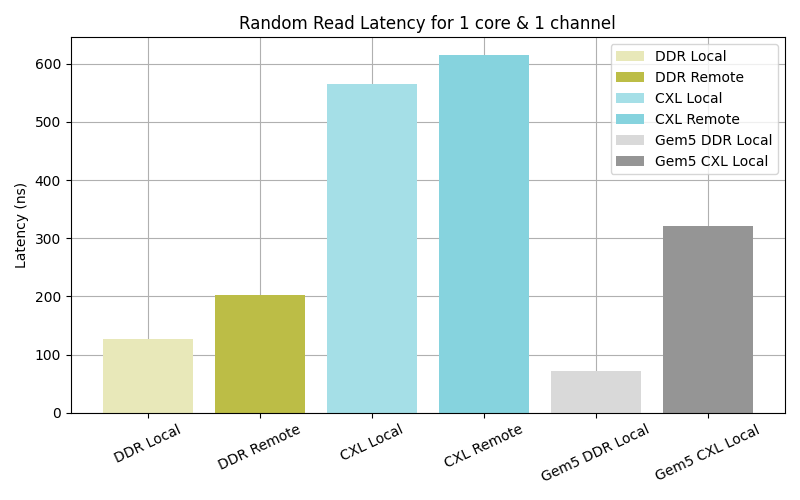 Random Read Latency for 1 core & 1 channel
Latency (ns)
600
500
400
300
200
100
0
DDR Local
DDR Remote
CXL Local
CXL Remote
Gem5 DDR Local
Gem5 CXL Local
DDR Local
DDR Remote
CXL Local
CXL Remote
Gem5 DDR Local
Gem5 CXL Local